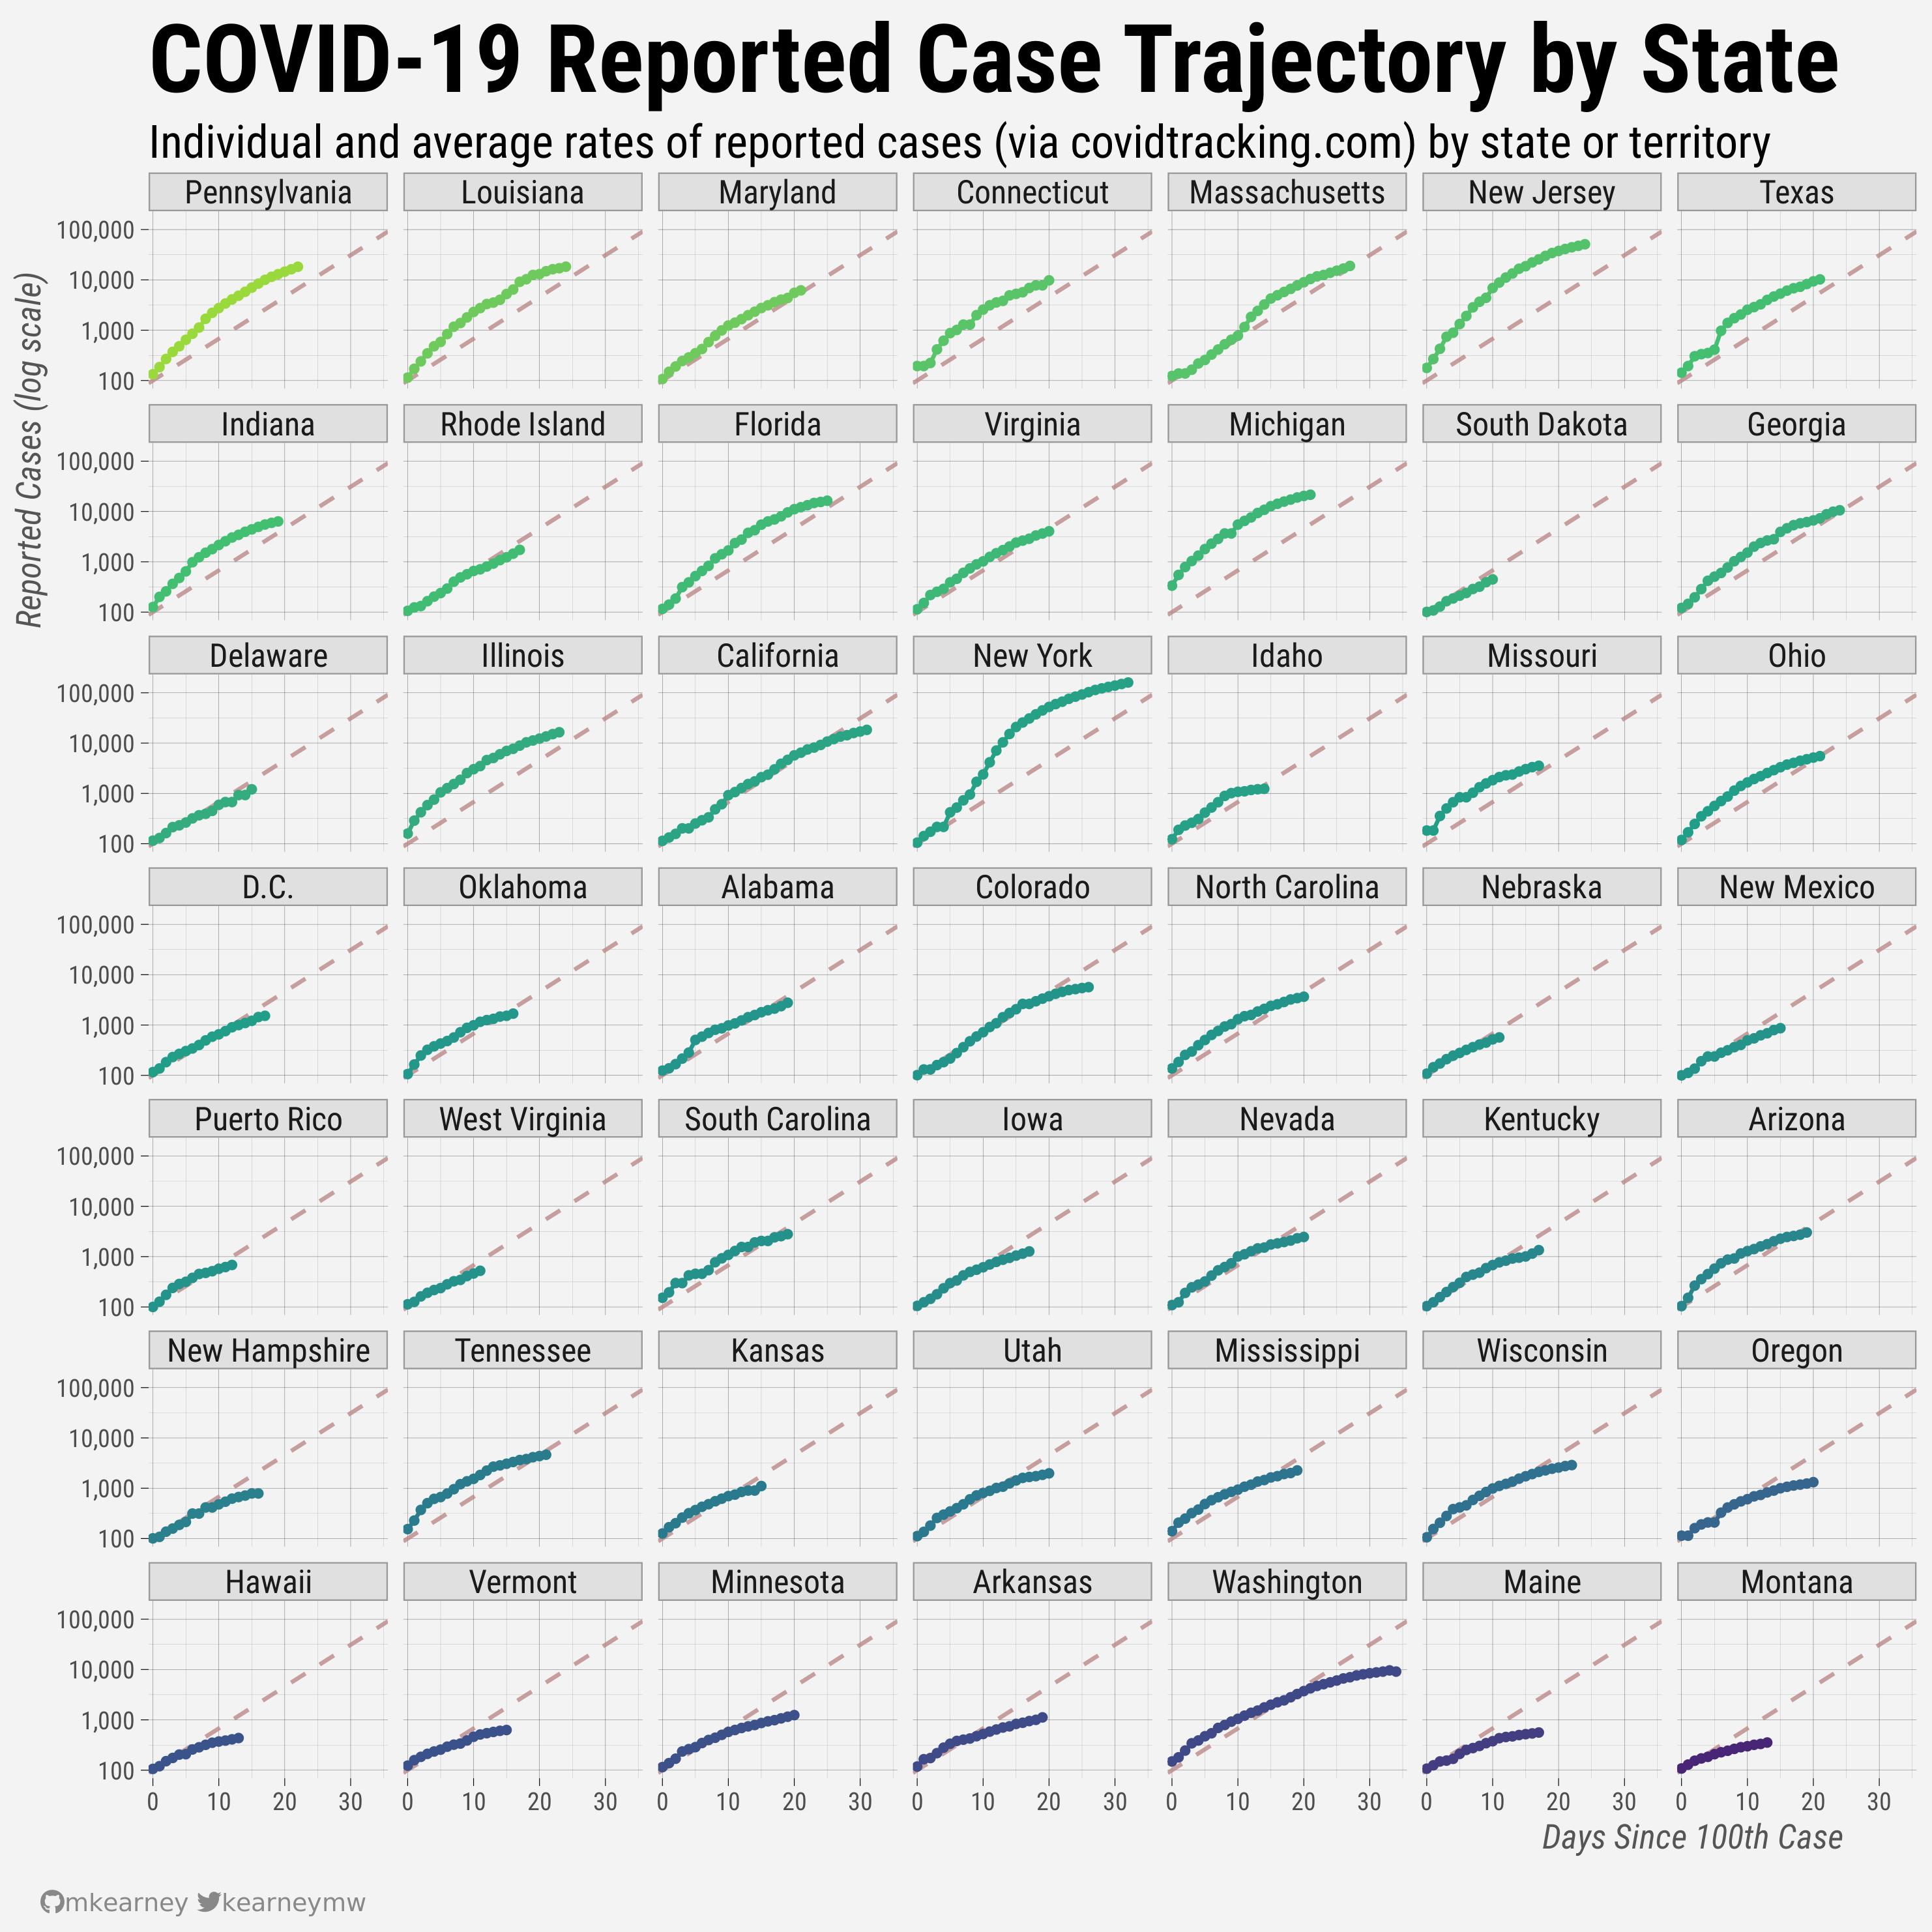 COVID-19 Reported Case Trajectory by State
Individual and average rates of reported cases (via covidtracking.com) by state or territory
Reported Cases (log scale)
Pennsylvania Louisiana Maryland Connecticut Massachusetts New Jersey Texas
100,000
10,000
1,000
100
Indiana Rhode Island Florida Virginia Michigan South Dakota Georgia
100,000
10,000
1,000
100
Delaware Illinois California New York Idaho Missouri Ohio
100,000
10,000
1,000
100
D.C. Oklahoma Alabama Colorado North Carolina Nebraska New Mexico
100,000
10,000
1,000
100
Puerto Rico West Virginia South Carolina Iowa Nevada Kentucky Arizona
100,000
10,000
1,000
100
New Hampshire Tennessee Kansas Utah Mississippi Wisconsin Oregon
100,000
10,000
1,000
100
Hawaii Vermont Minnesota Arkansas Washington Maine Montana
100,000
10,000
1,000
100
0 10 20 30 0 10 20 30 0 10 20 30 0 10 20 30 0 10 20 30 0 10 20 30 0 10 20 30
Days Since 100th Case
mkearney kearneymw